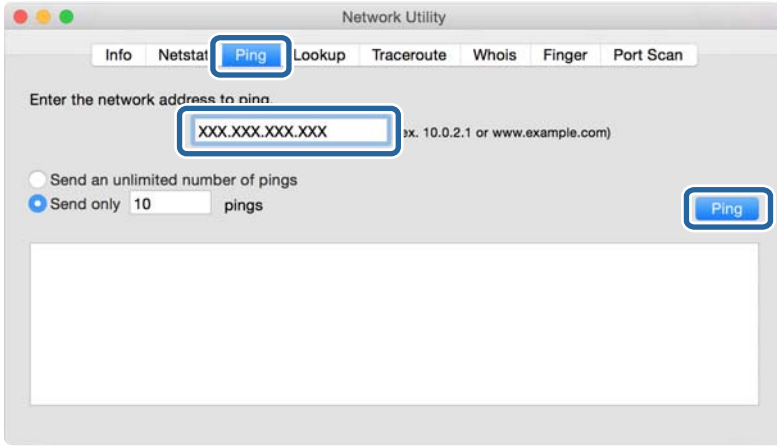 Network Utility
Info Netstat Ping Lookup Traceroute Whois Finger Port Scan
Enter the network address to ping.
XXX.XXX.XXX.XXX ex. 10.0.2.1 or www.example.com)
Send an unlimited number of pings
Send only 10 pings
Ping